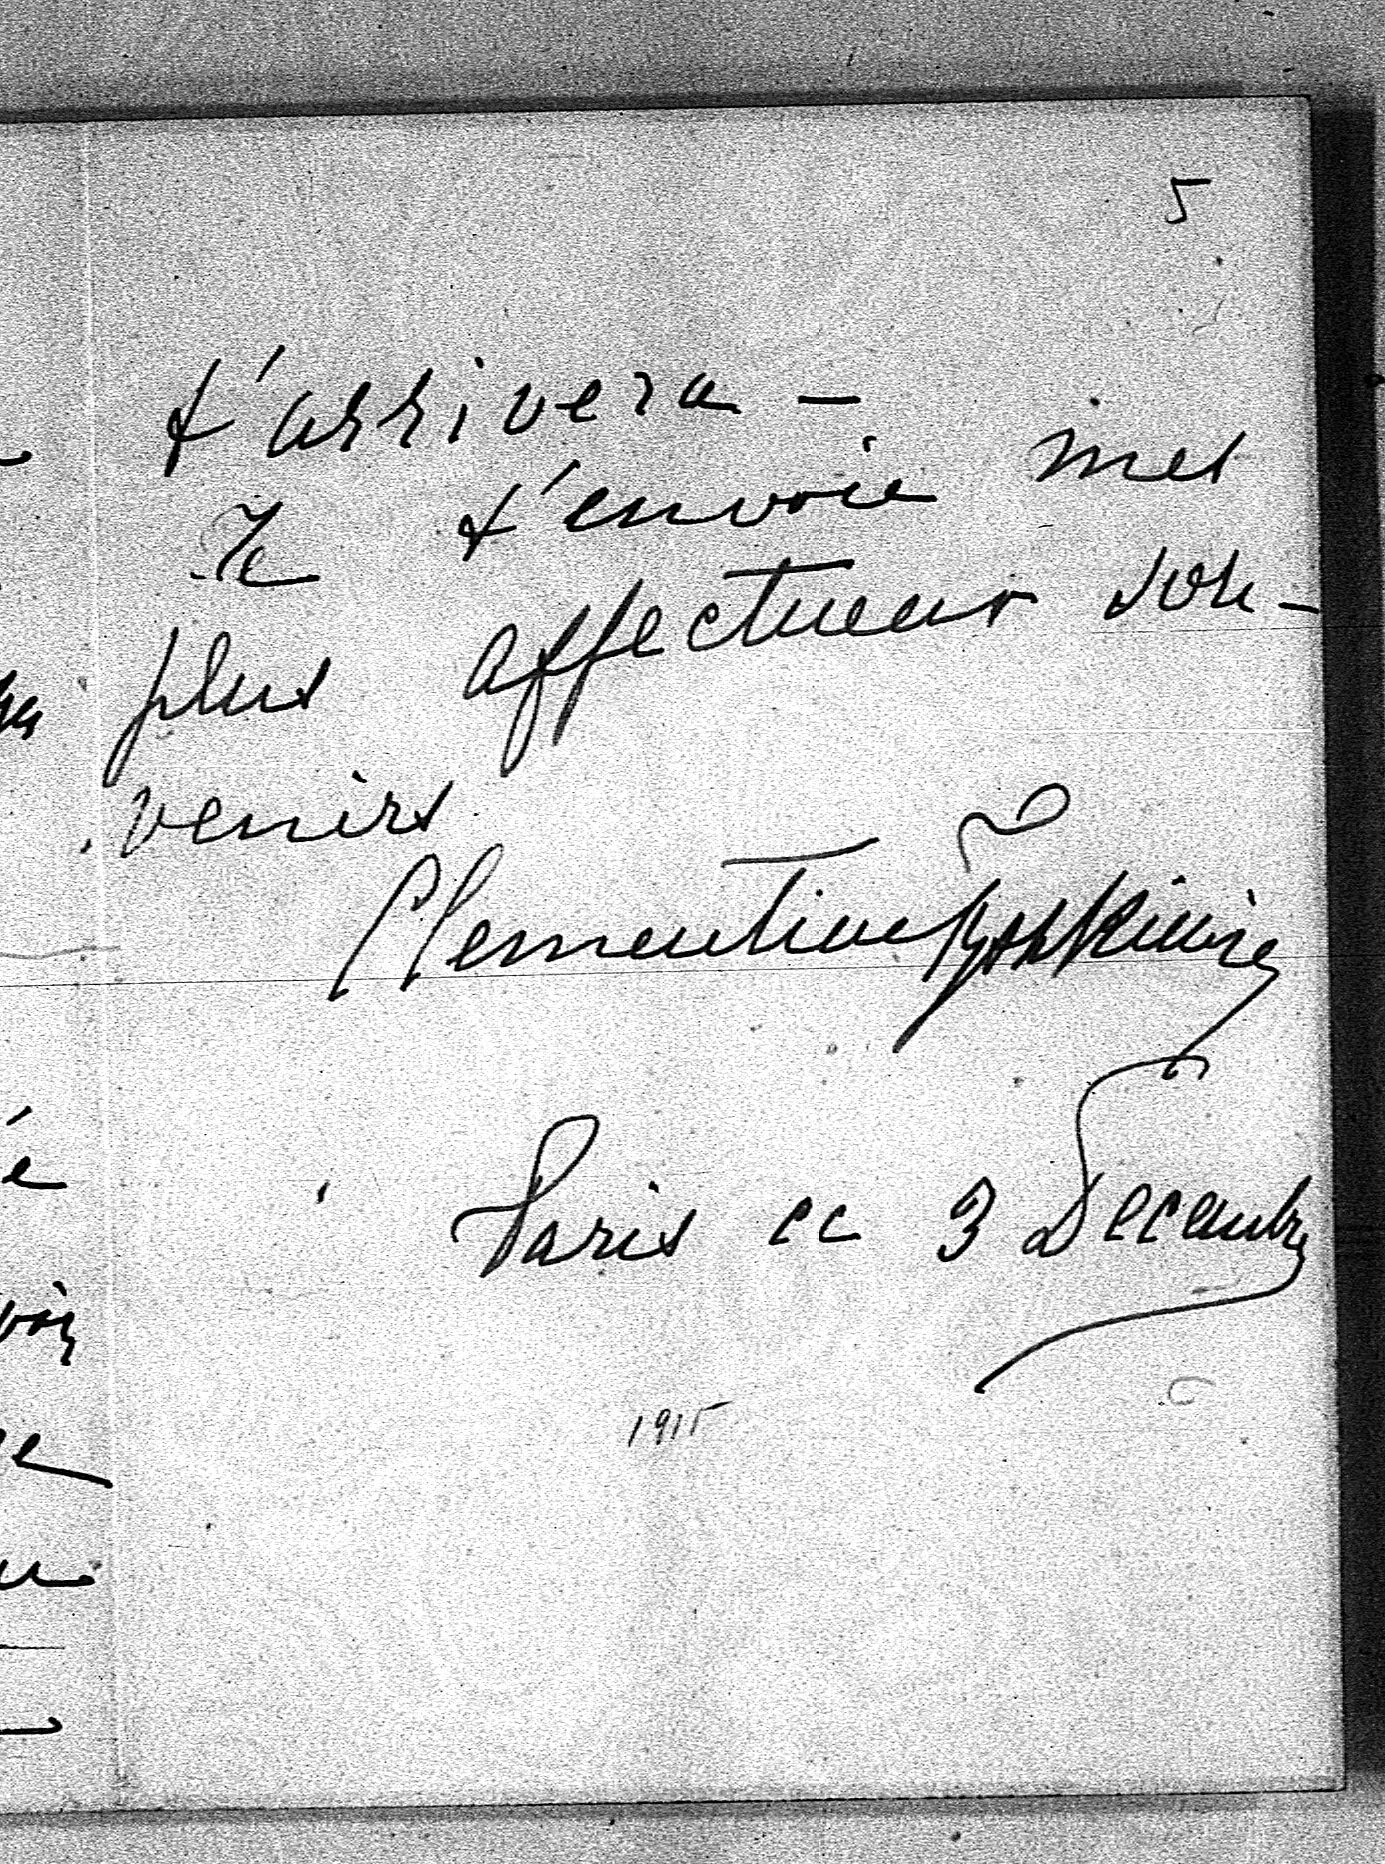 5
t'arrivera —
Je t'envoie mes
plus affectueux sou-
venirs
Clementine
Paris ce 3 Decembre
1915